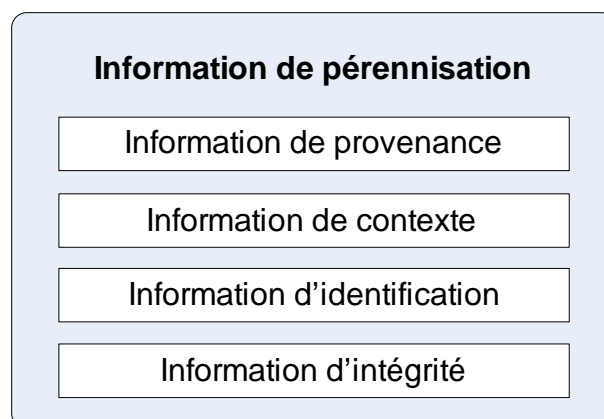 Information de pérennisation
Information de provenance
Information de contexte
Information d’identification
Information d’intégrité